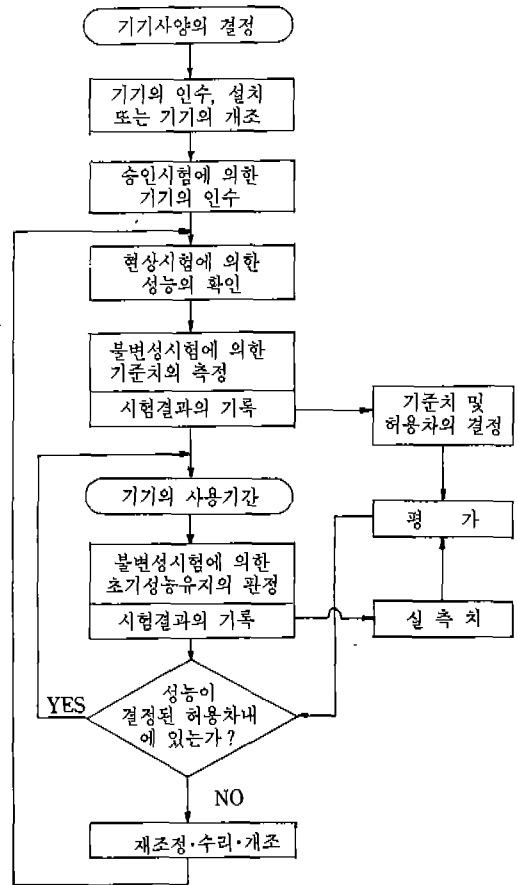 기기사양의 결정
기기의 인수, 설치
또는 기기의 개조
승인시험에 의한
기기의 인수
현상시험에 의한
성능의 확인
불변성시험에 의한
기준치의 측정
시험결과의 기록
기준치 및
허용차의 결정
기기의 사용기간
평 가
불변성시험에 의한
초기성능유지의 판정
시험결과의 기록
실 측 치
성능이
결정된 허용차내
에 있는가?
YES
NO
재조정·수리·개조